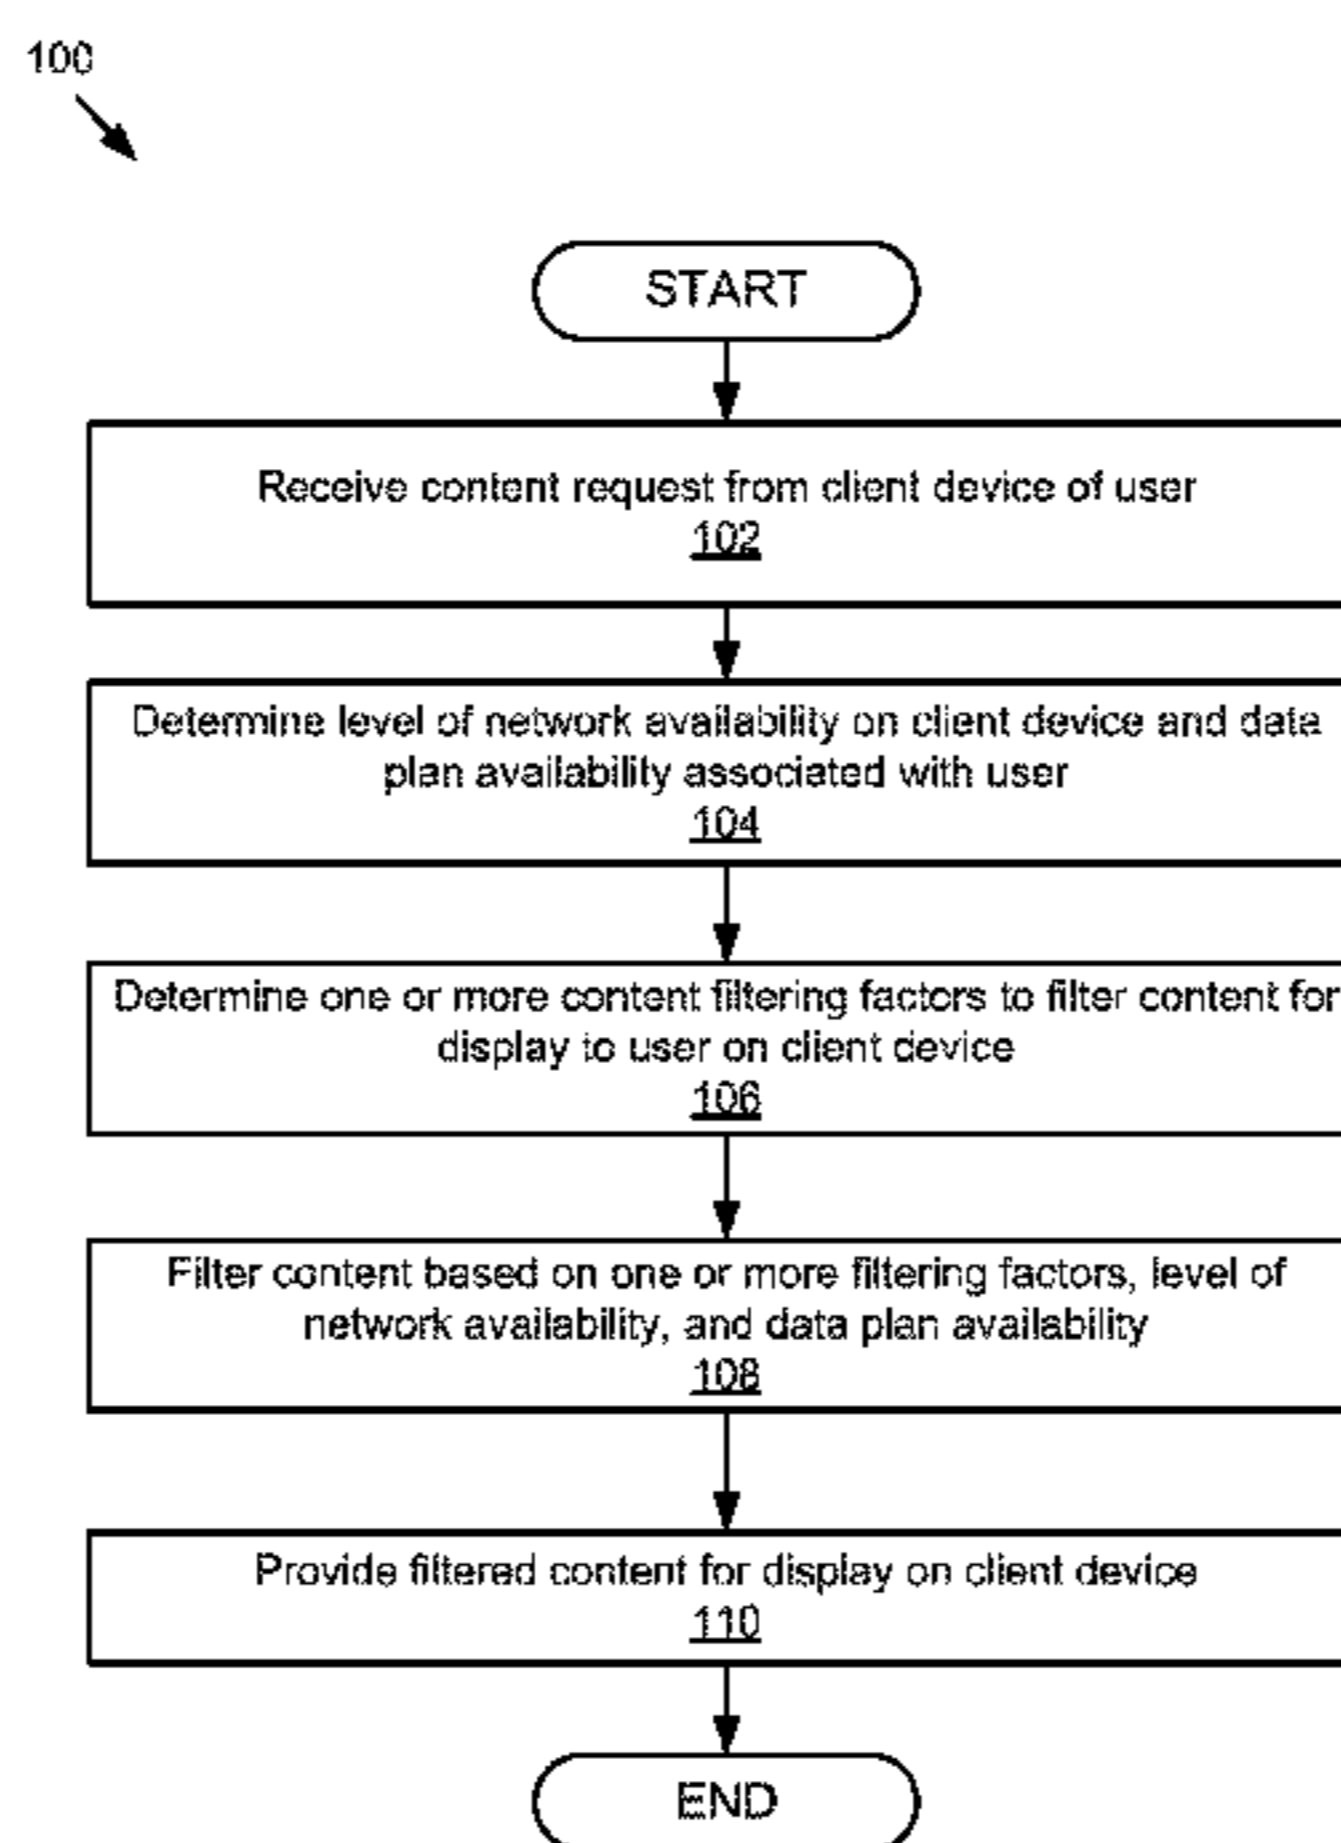 100
START
Receive content request from client device of user
102
Determine level of network availability on client device and data
plan availability associated with user
104
Determine one or more content filtering factors to filter content for
display to user on client device
106
Filter content based on one or more filtering factors, level of
network availability, and data plan availability
108
Provide filtered content for display on client device
110
END